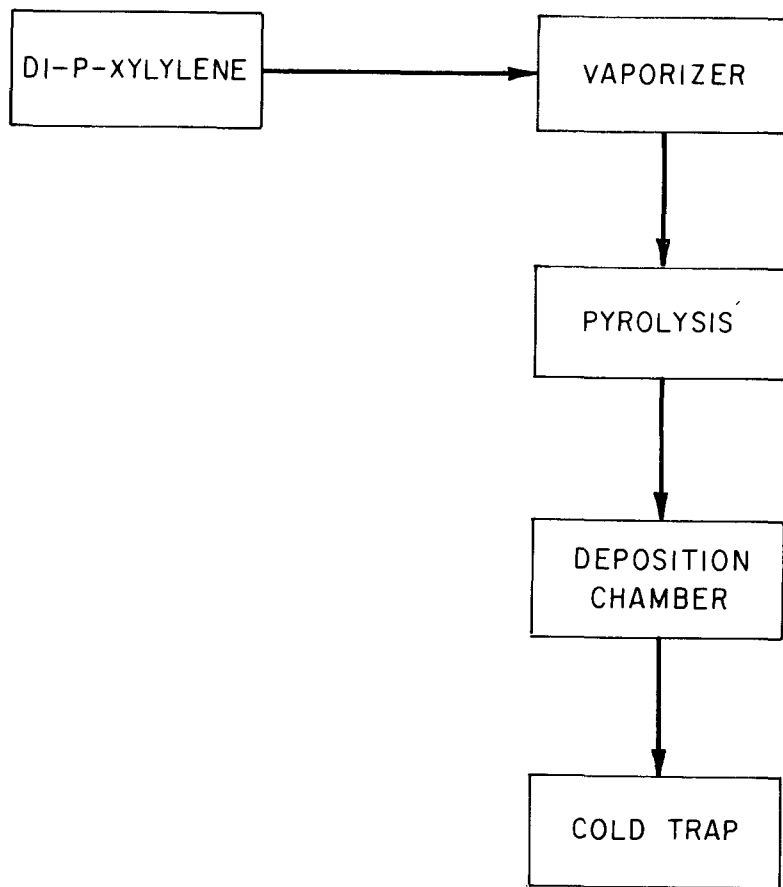 DI-P-XYLYLENE
VAPORIZER
PYROLYSIS
DEPOSITION
CHAMBER
COLD TRAP